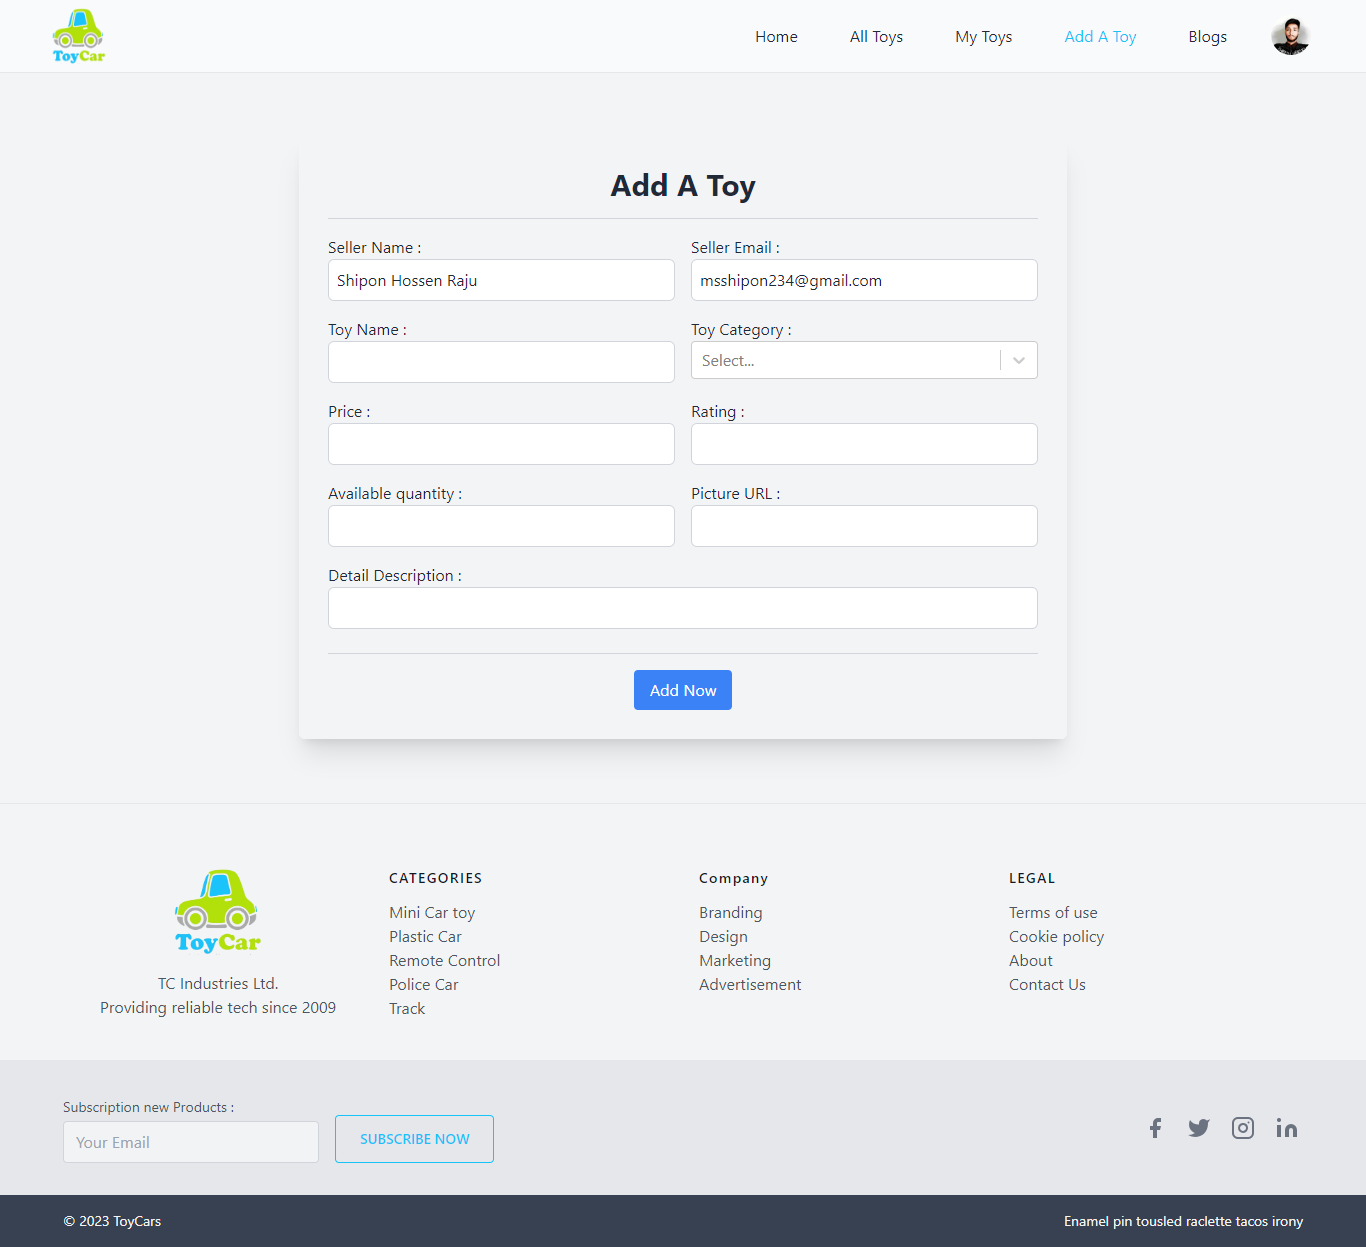 ToyCar
Home
All Toys
My Toys
Add A Toy
Blogs
Add A Toy
Seller Name :
Seller Email :
Shipon Hossen Raju
msshipon234@gmail.com
Toy Name :
Toy Category :
Select...
Price :
Rating :
Available quantity :
Picture URL :
Detail Description :
Add Now
ToyCar
TC Industries Ltd.
Providing reliable tech since 2009
CATEGORIES
Mini Car toy
Plastic Car
Remote Control
Police Car
Track
Company
Branding
Design
Marketing
Advertisement
LEGAL
Terms of use
Cookie policy
About
Contact Us
Subscription new Products :
Your Email
SUBSCRIBE NOW
© 2023 ToyCars
Enamel pin tousled raclette tacos irony